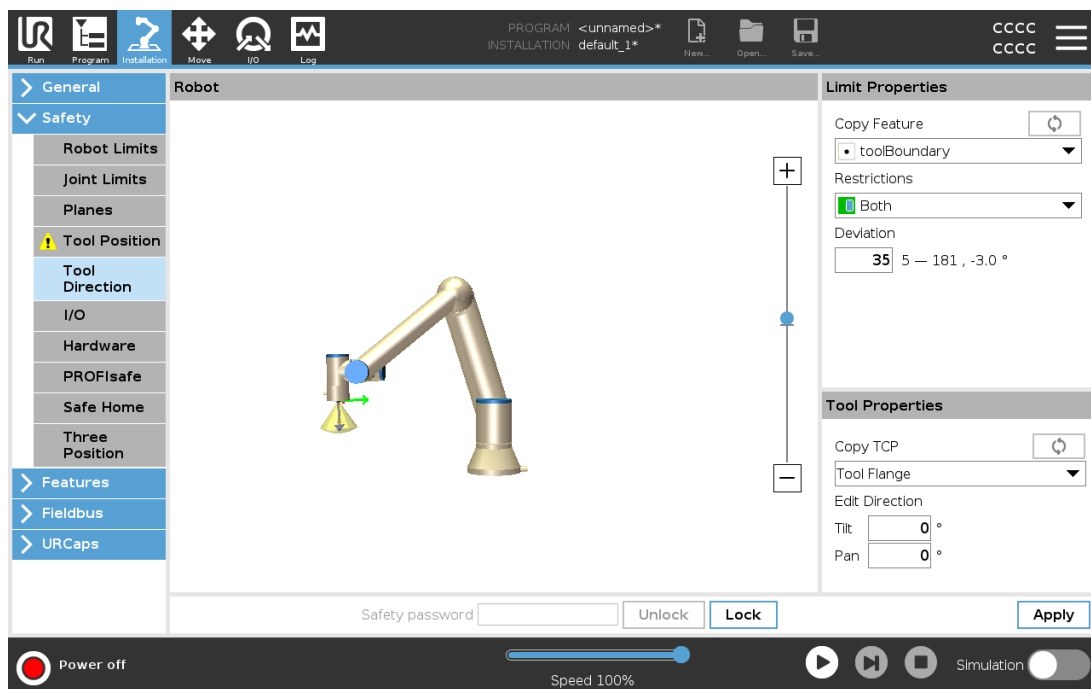 PROGRAM <unnamed>*
INSTALLATION default_1*
New... Open... Save...
CCCC
CCCC
UR
Run Program Installation Move I/O Log
General
Safety
Robot Limits
Joint Limits
Planes
Tool Position
Tool
Direction
I/O
Hardware
PROFIsafe
Safe Home
Three
Position
Features
Fieldbus
URCaps
Robot
Limit Properties
Copy Feature
toolBoundary
Restrictions
Both
Deviation
35 5 — 181 , -3.0 °
Tool Properties
Copy TCP
Tool Flange
Edit Direction
Tilt 0 °
Pan 0 °
Safety password Unlock Lock Apply
Power off
Speed 100%
Simulation